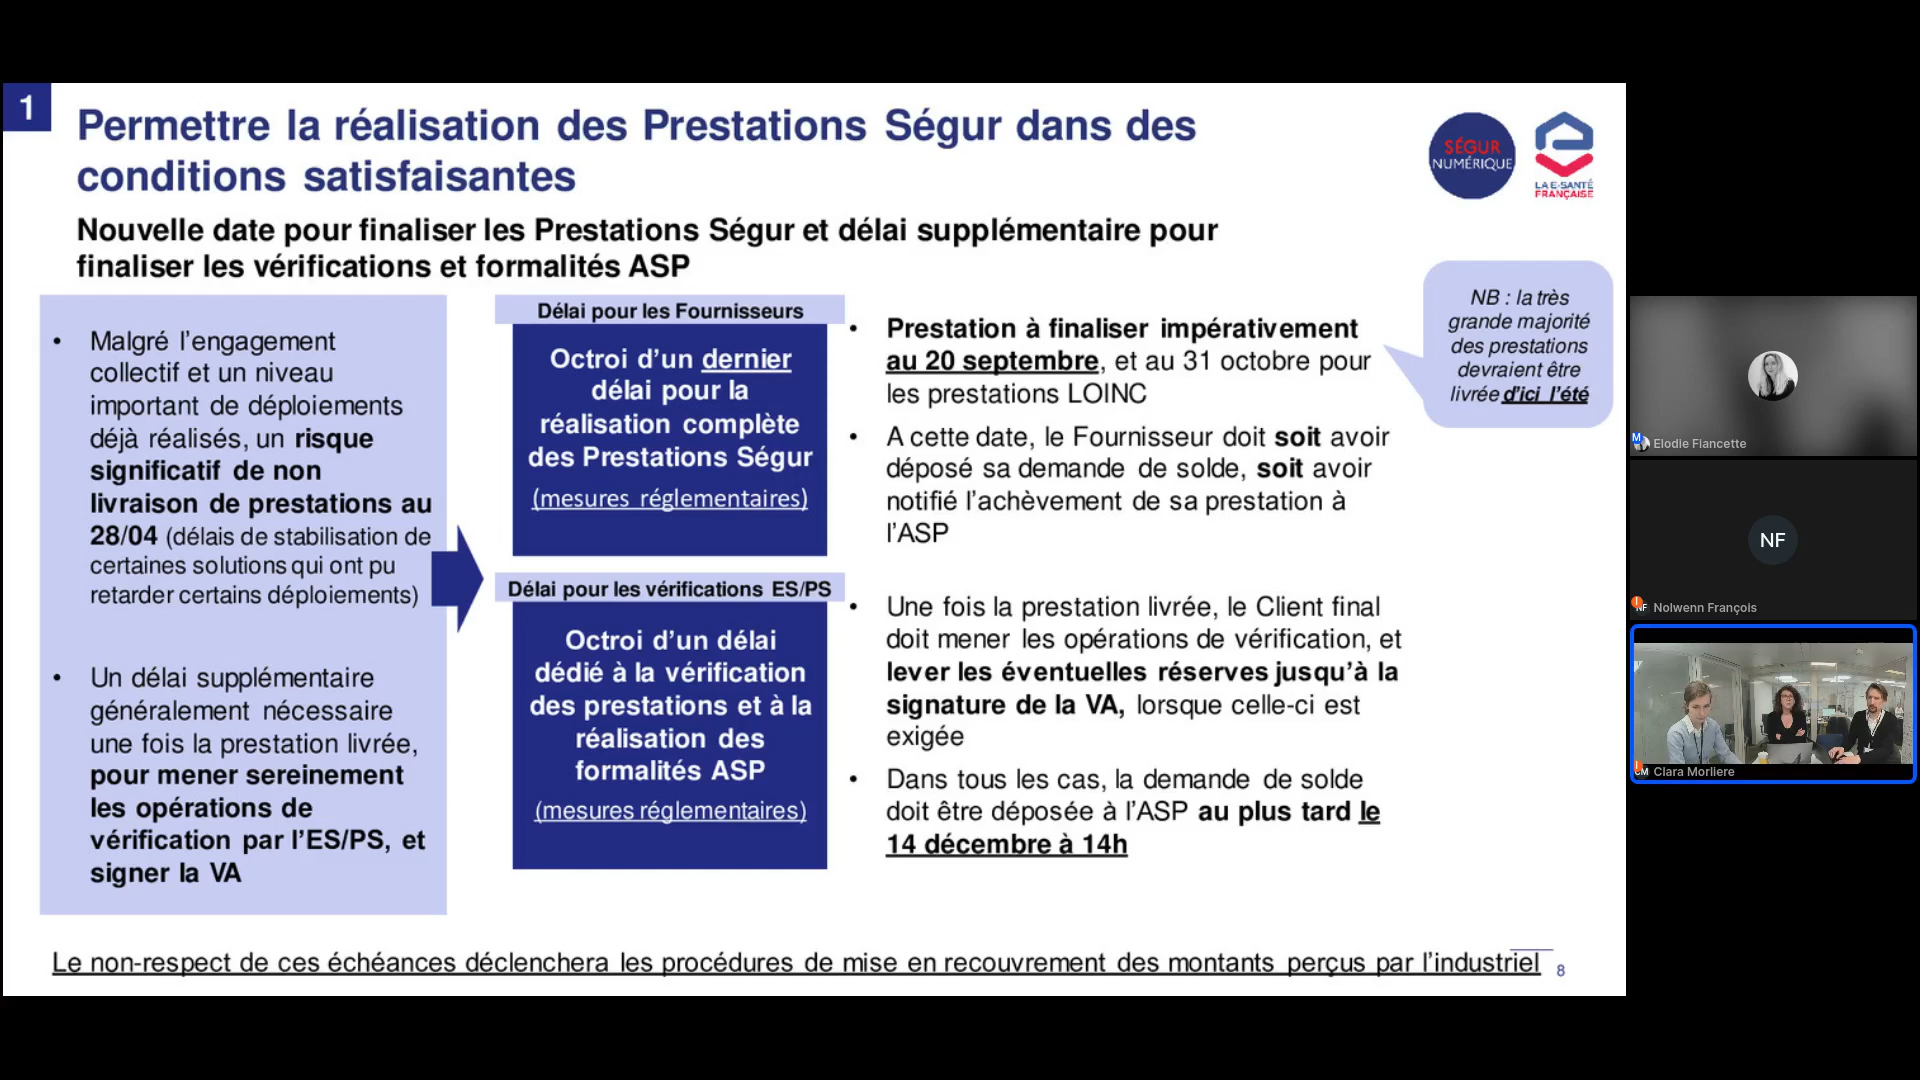 1
Permettre la réalisation des Prestations Ségur dans des
conditions satisfaisantes
SÉGUR
NUMÉRIQUE
LA E-SANTÉ
FRANÇAISE
Nouvelle date pour finaliser les Prestations Ségur et délai supplémentaire pour
finaliser les vérifications et formalités ASP
• Malgré l’engagement
collectif et un niveau
important de déploiements
déjà réalisés, un risque
significatif de non
livraison de prestations au
28/04 (délais de stabilisation de
certaines solutions qui ont pu
retarder certains déploiements)
• Un délai supplémentaire
généralement nécessaire
une fois la prestation livrée,
pour mener sereinement
les opérations de
vérification par l’ES/PS, et
signer la VA
Délai pour les Fournisseurs
Octroi d’un dernier
délai pour la
réalisation complète
des Prestations Ségur
(mesures réglementaires)
• Prestation à finaliser impérativement
au 20 septembre, et au 31 octobre pour
les prestations LOINC
• A cette date, le Fournisseur doit soit avoir
déposé sa demande de solde, soit avoir
notifié l’achèvement de sa prestation à
l’ASP
NB : la très
grande majorité
des prestations
devraient être
livrée d’ici l’été
Délai pour les vérifications ES/PS
Octroi d’un délai
dédié à la vérification
des prestations et à la
réalisation des
formalités ASP
(mesures réglementaires)
• Une fois la prestation livrée, le Client final
doit mener les opérations de vérification, et
lever les éventuelles réserves jusqu’à la
signature de la VA, lorsque celle-ci est
exigée
• Dans tous les cas, la demande de solde
doit être déposée à l’ASP au plus tard le
14 décembre à 14h
Le non-respect de ces échéances déclenchera les procédures de mise en recouvrement des montants perçus par l’industriel
8
M
Elodie Flancette
NF
NF
Nolwenn François
CM
Clara Morliere